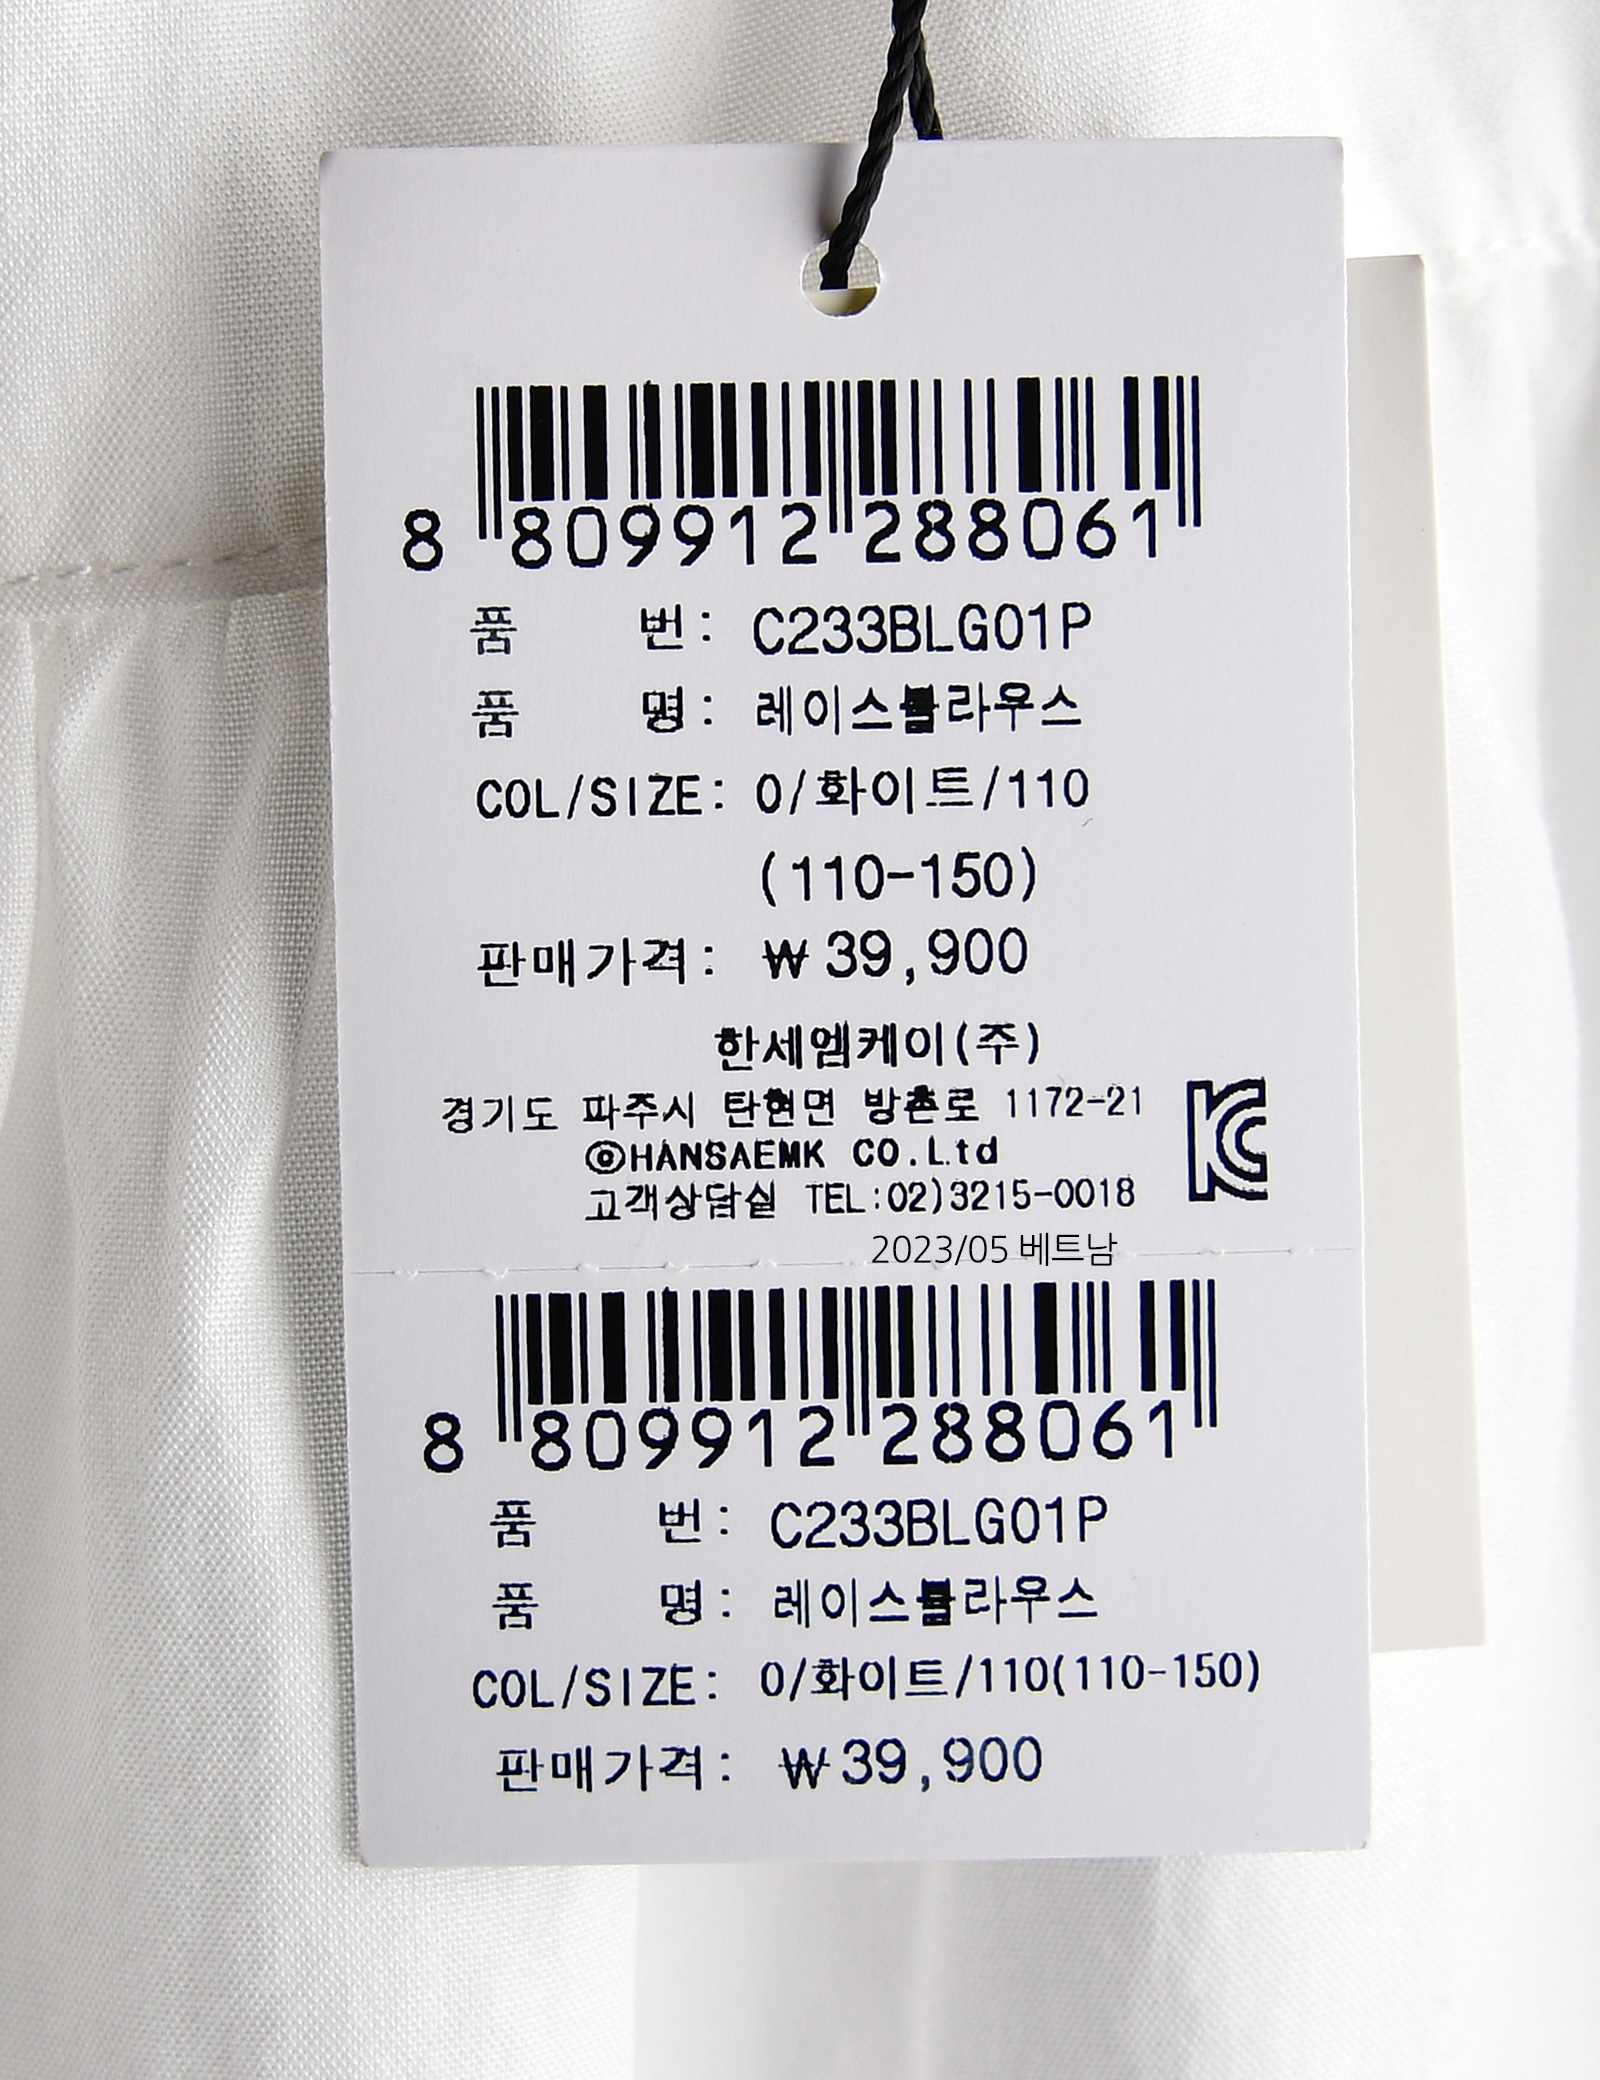 8 809912 288061
품 번: C233BLG01P
품 명: 레이스블라우스
COL/SIZE: 0/화이트/110
(110-150)
판매가격: ₩39,900
한세엠케이(주)
경기도 파주시 탄현면 방촌로 1172-21
◎HANSAEMK CO.Ltd
고객상담실 TEL:02)3215-0018
KC
2023/05 베트남
8 809912 288061
품 번: C233BLG01P
품 명: 레이스블라우스
COL/SIZE: 0/화이트/110(110-150)
판매가격: ₩39,900